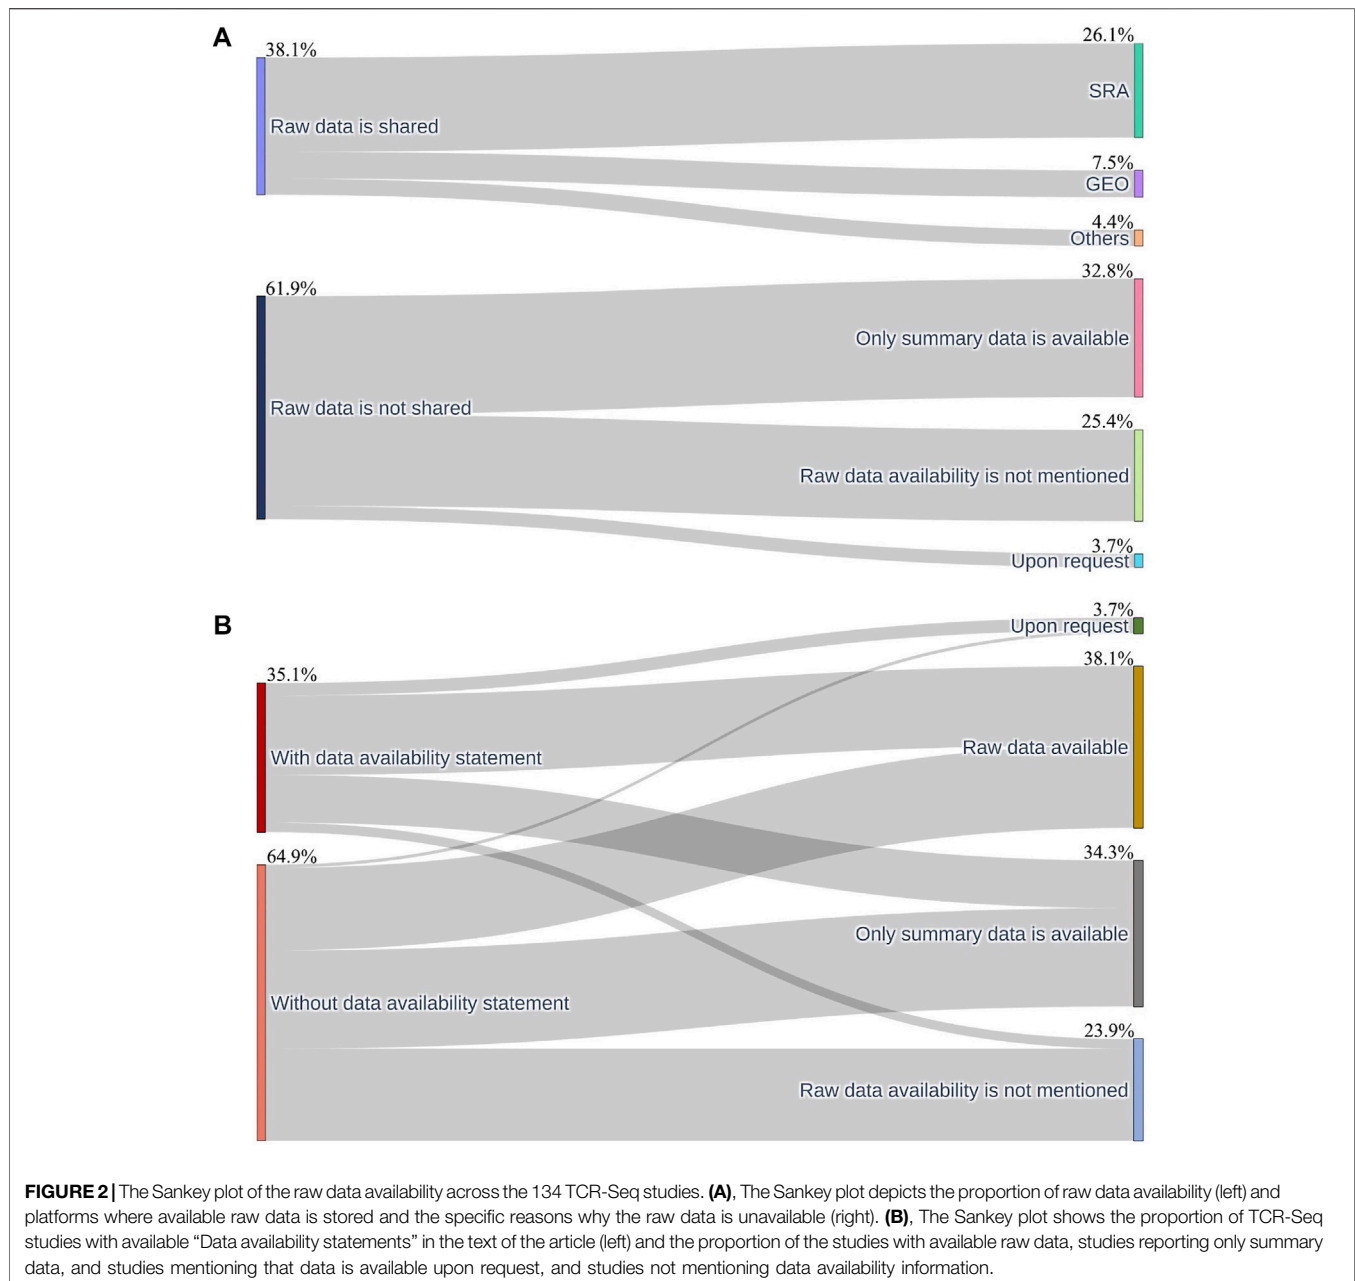 A
38.1%
26.1%
SRA
Raw data is shared
7.5%
GEO
4.4%
Others
32.8%
61.9%
Only summary data is available
Raw data is not shared
25.4%
Raw data availability is not mentioned
3.7%
Upon request
B
3.7%
Upon request
38.1%
35.1%
Raw data available
With data availability statement
34.3%
64.9%
Only summary data is available
Without data availability statement
23.9%
Raw data availability is not mentioned
FIGURE 2 | The Sankey plot of the raw data availability across the 134 TCR-Seq studies. (A), The Sankey plot depicts the proportion of raw data availability (left) and
platforms where available raw data is stored and the specific reasons why the raw data is unavailable (right). (B), The Sankey plot shows the proportion of TCR-Seq
studies with available “Data availability statements” in the text of the article (left) and the proportion of the studies with available raw data, studies reporting only summary
data, and studies mentioning that data is available upon request, and studies not mentioning data availability information.